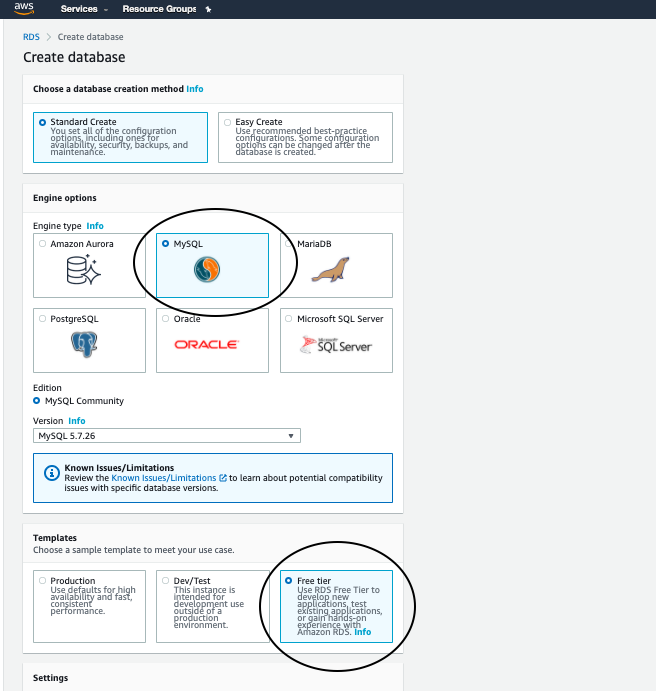 aws
Services
Resource Groups
RDS > Create database
Create database
Choose a database creation method Info
Standard Create
You set all of the configuration
options, including ones for
availability, security, backups, and
maintenance.
Easy Create
Use recommended best-practice
configurations. Some configuration
options can be changed after the
database is created.
Engine options
Engine type Info
Amazon Aurora
MySQL
MariaDB
PostgreSQL
Oracle
ORACLE
Microsoft SQL Server
Microsoft
SQL Server
Edition
MySQL Community
Version Info
MySQL 5.7.26
Known Issues/Limitations
Review the Known Issues/Limitations to learn about potential compatibility
issues with specific database versions.
Templates
Choose a sample template to meet your use case.
Production
Use defaults for high
availability and fast,
consistent
performance.
Dev/Test
This instance is
intended for
development use
outside of a
production
environment.
Free tier
Use RDS Free Tier to
develop new
applications, test
existing applications,
or gain hands-on
experience with
Amazon RDS. Info
Settings